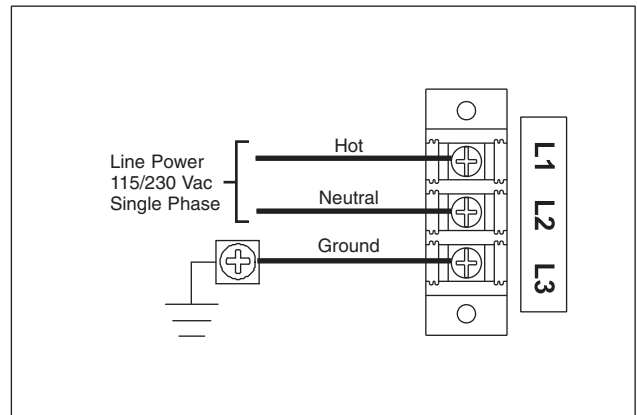 Hot
Line Power
115/230 Vac
Single Phase
Neutral
Ground
L1
L2
L3